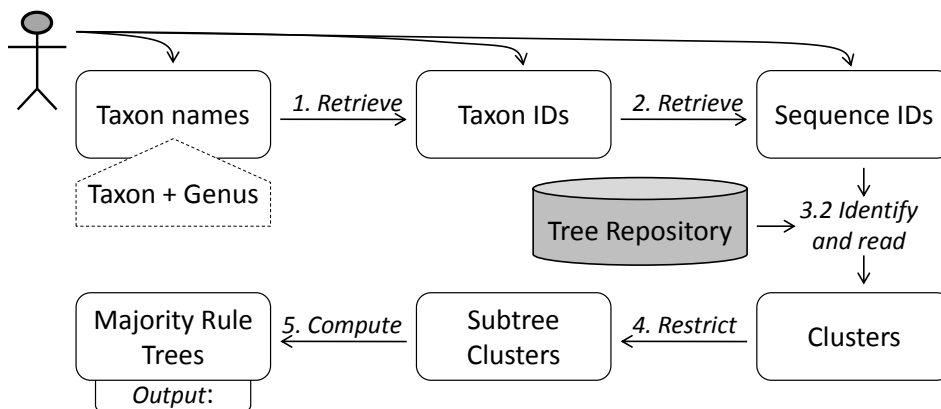 Taxon names
1. Retrieve
Taxon IDs
2. Retrieve
Sequence IDs
Taxon + Genus
Tree Repository
3.2 Identify
and read
Majority Rule
Trees
5. Compute
Subtree
Clusters
4. Restrict
Clusters
Output: